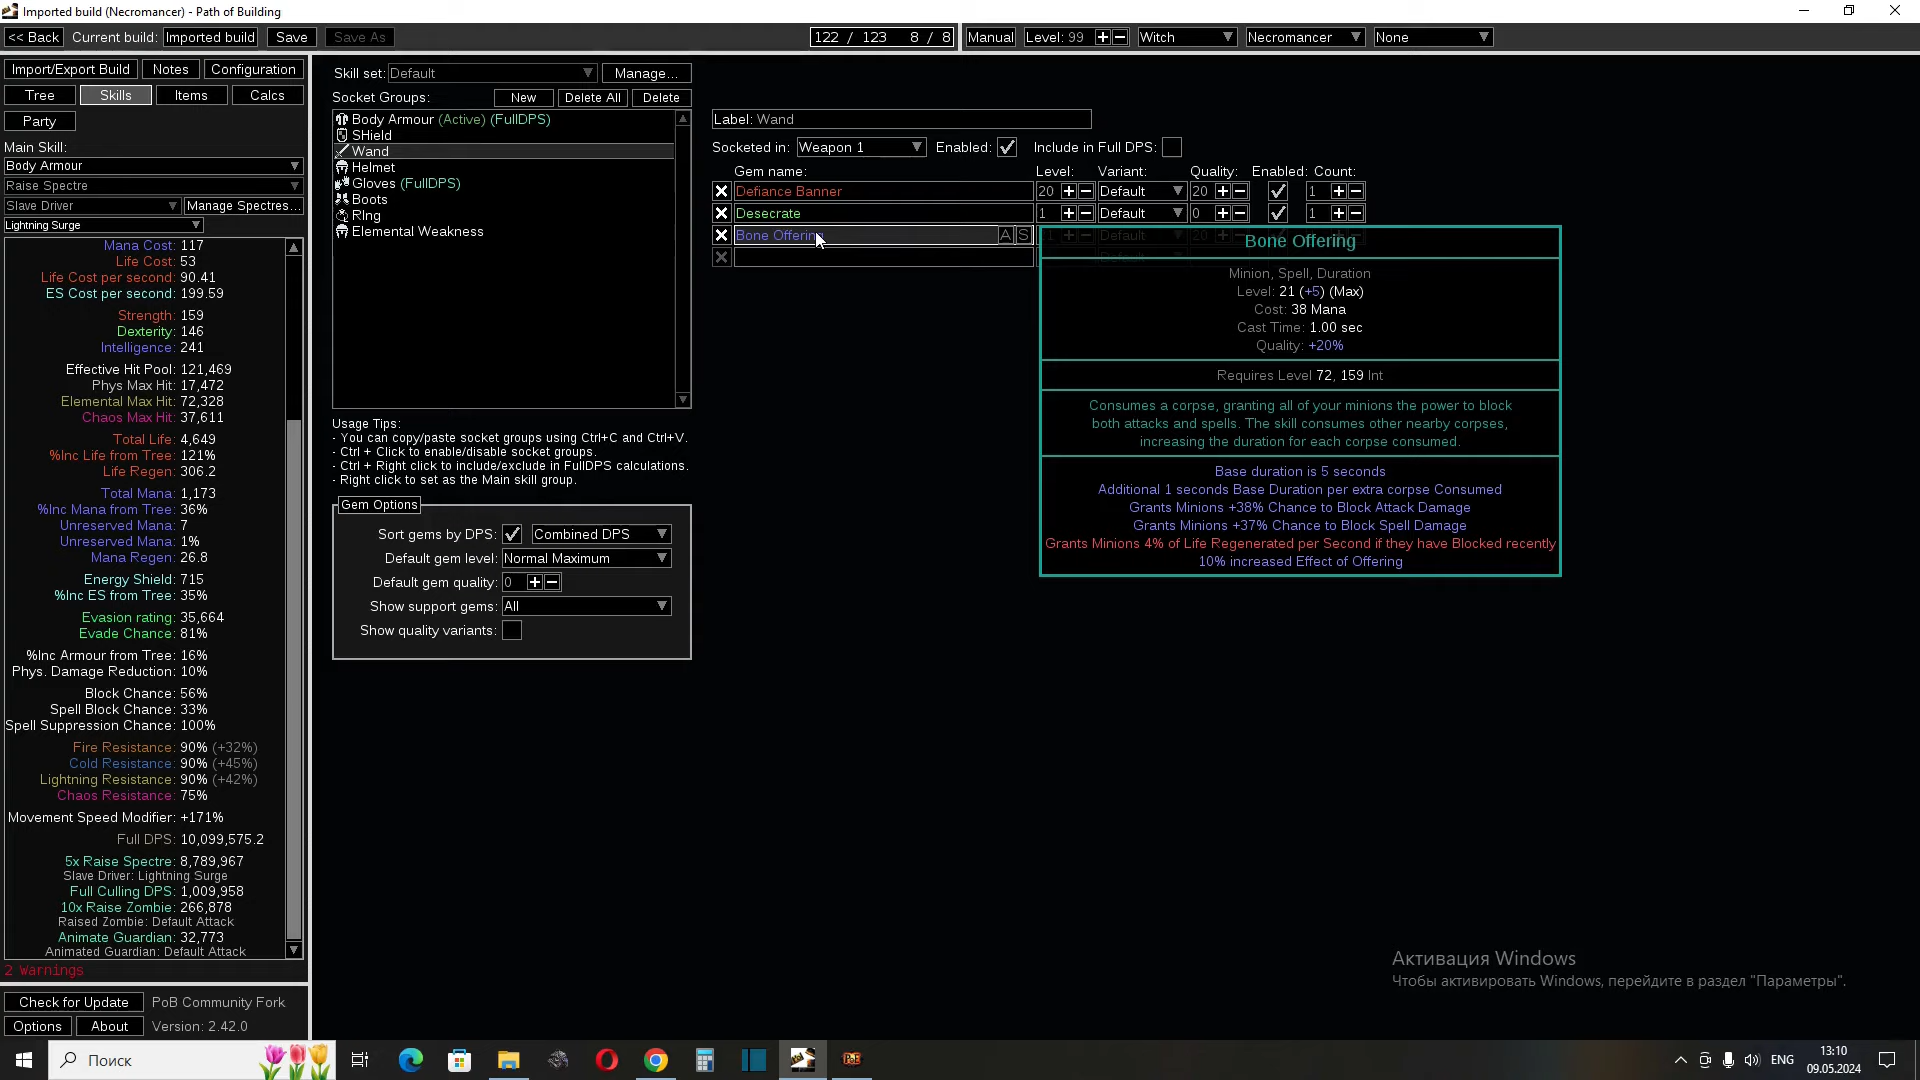 Imported build (Necromancer) - Path of Building
<< Back Current build: Imported build Save Save As 122 / 123 8 / 8 Manual Level: 99 Witch Necromancer None
Import/Export Build Notes Configuration
Tree Skills Items Calcs
Party
Main Skill:
Body Armour
Raise Spectre
Slave Driver Manage Spectres...
Lightning Surge
Mana Cost: 117
Life Cost: 53
Life Cost per second: 90.41
ES Cost per second: 199.59
Strength: 159
Dexterity: 146
Intelligence: 241
Effective Hit Pool: 121,469
Phys Max Hit: 17,472
Elemental Max Hit: 72,328
Chaos Max Hit: 37,611
Total Life: 4,649
%Inc Life from Tree: 121%
Life Regen: 306.2
Total Mana: 1,173
%Inc Mana from Tree: 36%
Unreserved Mana: 7
Unreserved Mana: 1%
Mana Regen: 26.8
Energy Shield: 715
%Inc ES from Tree: 35%
Evasion rating: 35,664
Evade Chance: 81%
%Inc Armour from Tree: 16%
Phys. Damage Reduction: 10%
Block Chance: 56%
Spell Block Chance: 33%
Spell Suppression Chance: 100%
Fire Resistance: 90% (+32%)
Cold Resistance: 90% (+45%)
Lightning Resistance: 90% (+42%)
Chaos Resistance: 75%
Movement Speed Modifier: +171%
Full DPS: 10,099,575.2
5x Raise Spectre: 8,789,967
Slave Driver: Lightning Surge
Full Culling DPS: 1,009,958
10x Raise Zombie: 266,878
Raised Zombie: Default Attack
Animate Guardian: 32,773
Animated Guardian: Default Attack
2 Warnings
Check for Update PoB Community Fork
Options About Version: 2.42.0
Skill set: Default Manage...
Socket Groups: New Delete All Delete
Body Armour (Active) (FullDPS)
SHield
Wand
Helmet
Gloves (FullDPS)
Boots
RIng
Elemental Weakness
Usage Tips:
- You can copy/paste socket groups using Ctrl+C and Ctrl+V.
- Ctrl + Click to enable/disable socket groups.
- Ctrl + Right click to include/exclude in FullDPS calculations.
- Right click to set as the Main skill group.
Gem Options
Sort gems by DPS: Combined DPS
Default gem level: Normal Maximum
Default gem quality: 0
Show support gems: All
Show quality variants:
Label: Wand
Socketed in: Weapon 1 Enabled: Include in Full DPS:
Gem name: Level: Variant: Quality: Enabled: Count:
Defiance Banner 20 Default 20 1
Desecrate 1 Default 0 1
Bone Offering A S
Bone Offering
Minion, Spell, Duration
Level: 21 (+5) (Max)
Cost: 38 Mana
Cast Time: 1.00 sec
Quality: +20%
Requires Level 72, 159 Int
Consumes a corpse, granting all of your minions the power to block
both attacks and spells. The skill consumes other nearby corpses,
increasing the duration for each corpse consumed.
Base duration is 5 seconds
Additional 1 seconds Base Duration per extra corpse Consumed
Grants Minions +38% Chance to Block Attack Damage
Grants Minions +37% Chance to Block Spell Damage
Grants Minions 4% of Life Regenerated per Second if they have Blocked recently
10% increased Effect of Offering
Активация Windows
Чтобы активировать Windows, перейдите в раздел "Параметры".
Поиск
ENG
13:10
09.05.2024